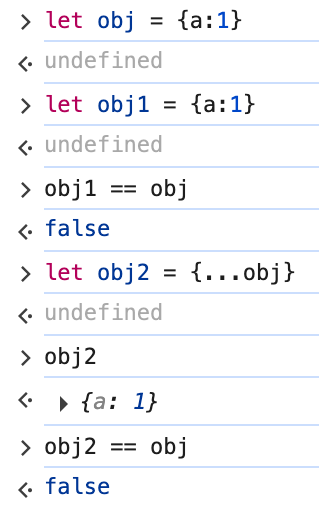 > let obj = {a:1}
<· undefined
> let obj1 = {a:1}
<· undefined
> obj1 == obj
<· false
> let obj2 = {...obj}
<· undefined
> obj2
<· ▶ {a: 1}
> obj2 == obj
<· false